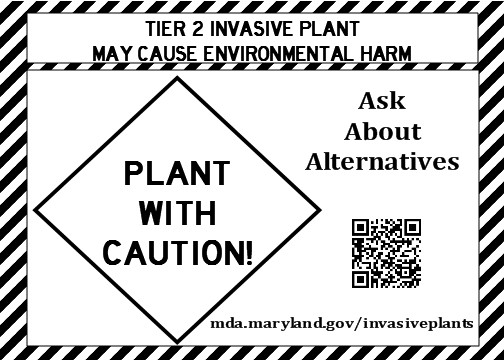 TIER 2 INVASIVE PLANT
MAY CAUSE ENVIRONMENTAL HARM
PLANT
WITH
CAUTION!
Ask
About
Alternatives
mda.maryland.gov/invasiveplants